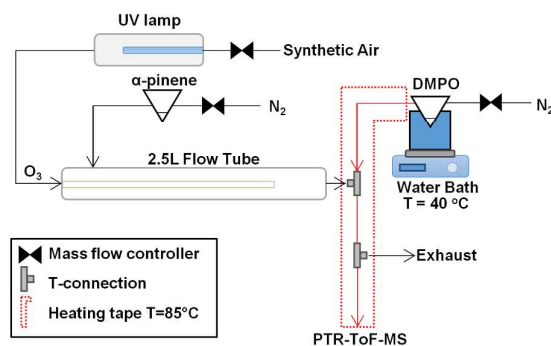 UV lamp
Synthetic Air
α-pinene
N2
DMPO
N2
O3
2.5L Flow Tube
Water Bath
T = 40 °C
Mass flow controller
T-connection
Heating tape T=85°C
Exhaust
PTR-ToF-MS